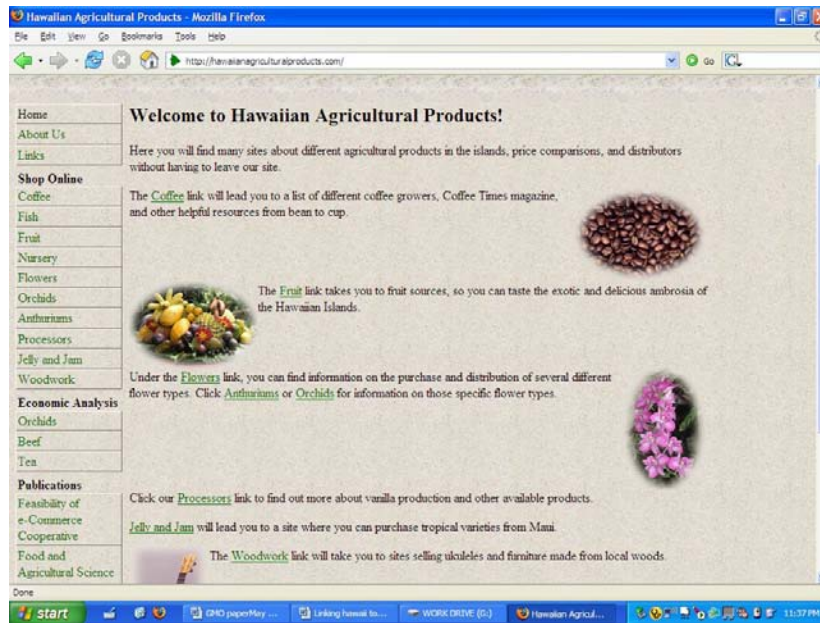 Hawaiian Agricultural Products - Mozilla Firefox
File Edit View Go Bookmarks Tools Help
http://hawaiianagriculturalproducts.com/
Go
Home
About Us
Links
Shop Online
Coffee
Fish
Fruit
Nursery
Flowers
Orchids
Anthuriums
Processors
Jelly and Jam
Woodwork
Economic Analysis
Orchids
Beef
Tea
Publications
Feasibility of
e-Commerce
Cooperative
Food and
Agricultural Science
Welcome to Hawaiian Agricultural Products!
Here you will find many sites about different agricultural products in the islands, price comparisons, and distributors
without having to leave our site.
The Coffee link will lead you to a list of different coffee growers, Coffee Times magazine,
and other helpful resources from bean to cup.
The Fruit link takes you to fruit sources, so you can taste the exotic and delicious ambrosia of
the Hawaiian Islands.
Under the Flowers link, you can find information on the purchase and distribution of several different
flower types. Click Anthuriums or Orchids for information on those specific flower types.
Click our Processors link to find out more about vanilla production and other available products.
Jelly and Jam will lead you to a site where you can purchase tropical varieties from Maui.
The Woodwork link will take you to sites selling ukuleles and furniture made from local woods.
Done
start
GMO paperMay ...
Linking hawaii to...
WORK DRIVE (G:)
Hawaiian Agricul...
11:37 PM